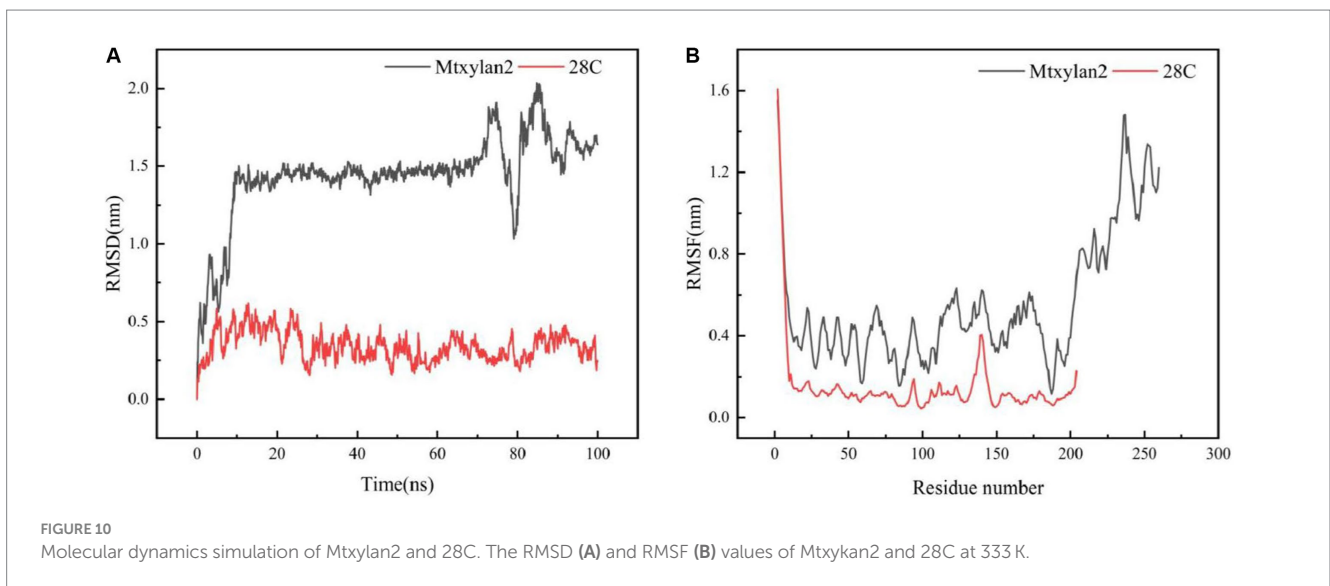 A
Mtxylan2 28C
2.0
1.5
1.0
0.5
0.0
RMSD(nm)
0 20 40 60 80 100
Time(ns)
B
Mtxylan2 28C
1.6
1.2
0.8
0.4
0.0
RMSF(nm)
0 50 100 150 200 250 300
Residue number
FIGURE 10
Molecular dynamics simulation of Mtxylan2 and 28C. The RMSD (A) and RMSF (B) values of Mtxykan2 and 28C at 333 K.